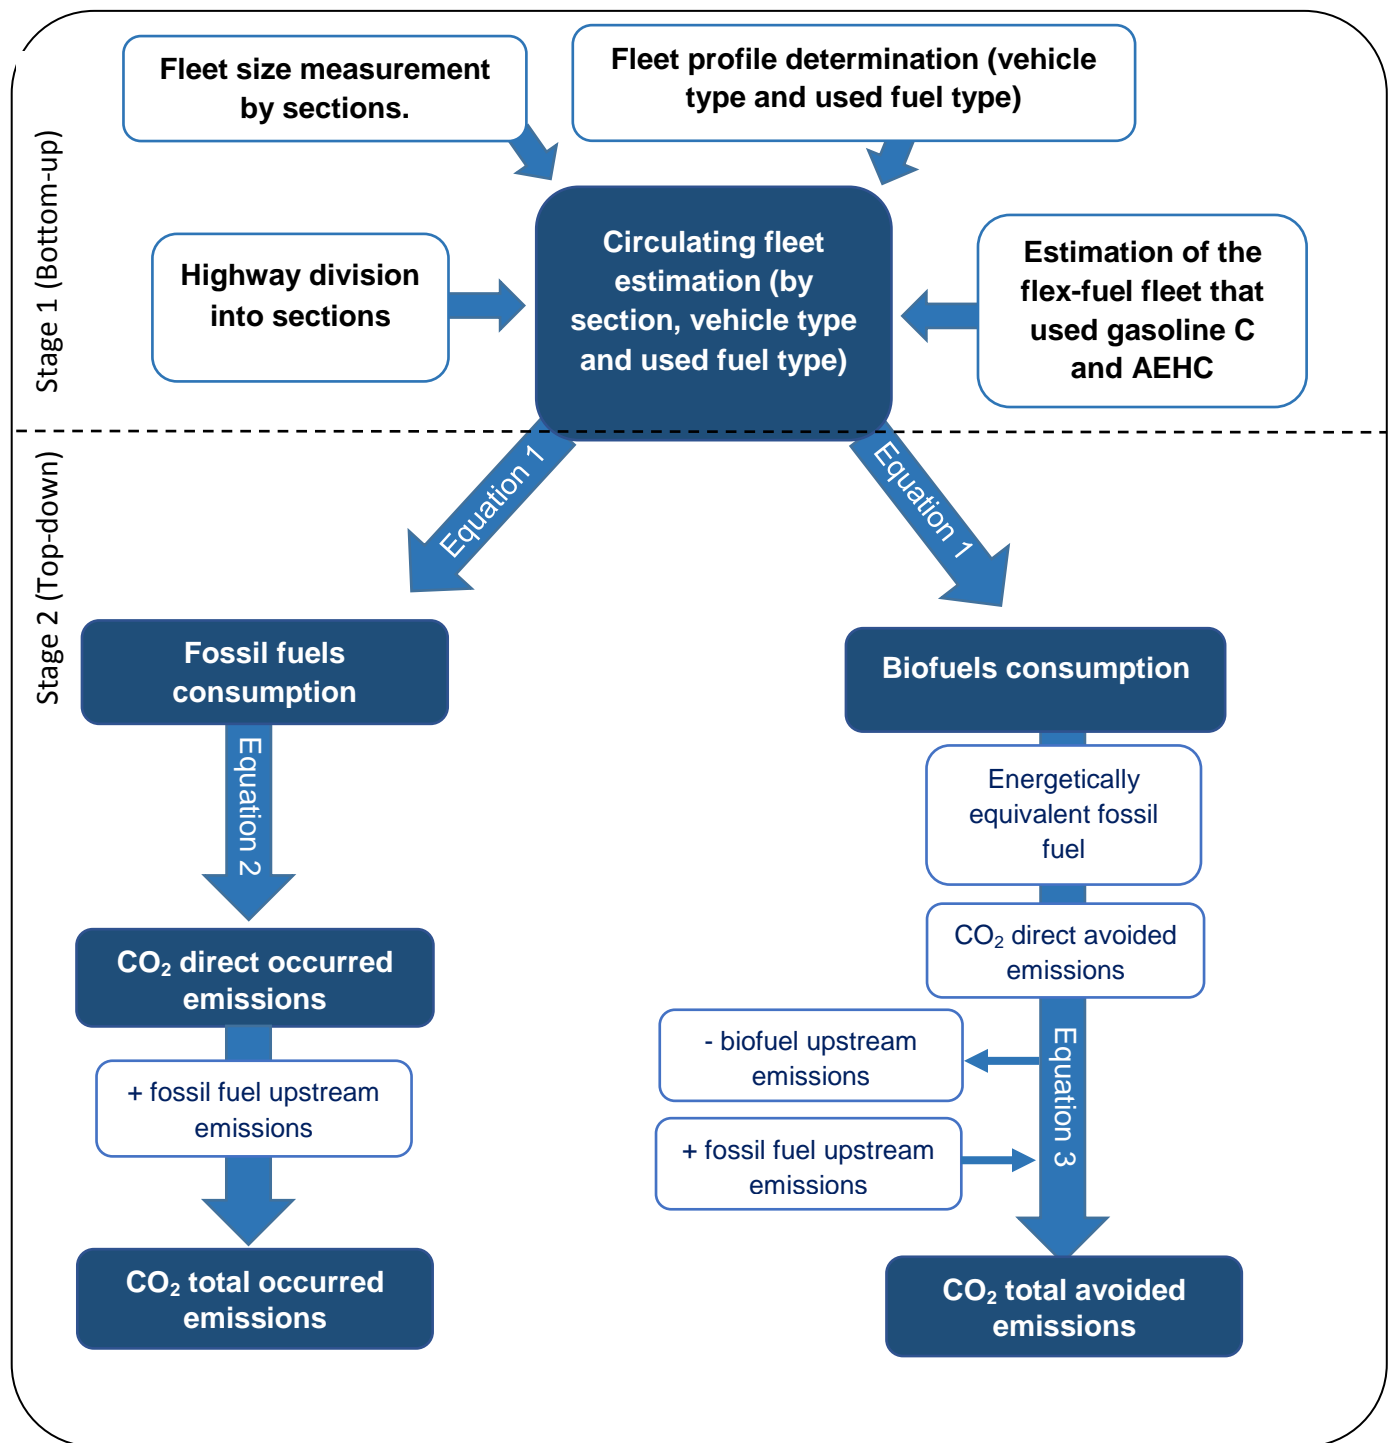 Stage 1 (Bottom-up)
Fleet size measurement
by sections.
Fleet profile determination (vehicle
type and used fuel type)
Highway division
into sections
Circulating fleet
estimation (by
section, vehicle type
and used fuel type)
Estimation of the
flex-fuel fleet that
used gasoline C
and AEHC
Stage 2 (Top-down)
Equation 1
Equation 1
Fossil fuels
consumption
Biofuels consumption
Equation 2
Energetically
equivalent fossil
fuel
CO₂ direct occurred
emissions
CO₂ direct avoided
emissions
+ fossil fuel upstream
emissions
- biofuel upstream
emissions
Equation 3
+ fossil fuel upstream
emissions
CO₂ total occurred
emissions
CO₂ total avoided
emissions